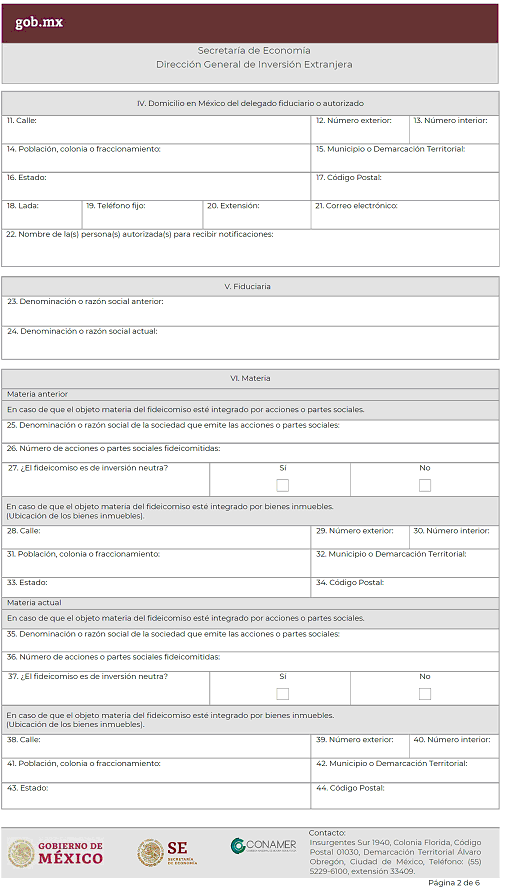 gob.mx
Secretaría de Economía
Dirección General de Inversión Extranjera
IV. Domicilio en México del delegado fiduciario o autorizado
11. Calle:
12. Número exterior:
13. Número interior:
14. Población, colonia o fraccionamiento:
15. Municipio o Demarcación Territorial:
16. Estado:
17. Código Postal:
18. Lada:
19. Teléfono fijo:
20. Extensión:
21. Correo electrónico:
22. Nombre de la(s) persona(s) autorizada(s) para recibir notificaciones:
V. Fiduciaria
23. Denominación o razón social anterior:
24. Denominación o razón social actual:
VI. Materia
Materia anterior
En caso de que el objeto materia del fideicomiso esté integrado por acciones o partes sociales.
25. Denominación o razón social de la sociedad que emite las acciones o partes sociales:
26. Número de acciones o partes sociales fideicomitidas:
27. ¿El fideicomiso es de inversión neutra?
Sí
No
En caso de que el objeto materia del fideicomiso esté integrado por bienes inmuebles.
(Ubicación de los bienes inmuebles).
28. Calle:
29. Número exterior:
30. Número interior:
31. Población, colonia o fraccionamiento:
32. Municipio o Demarcación Territorial:
33. Estado:
34. Código Postal:
Materia actual
En caso de que el objeto materia del fideicomiso esté integrado por acciones o partes sociales.
35. Denominación o razón social de la sociedad que emite las acciones o partes sociales:
36. Número de acciones o partes sociales fideicomitidas:
37. ¿El fideicomiso es de inversión neutra?
Sí
No
En caso de que el objeto materia del fideicomiso esté integrado por bienes inmuebles.
(Ubicación de los bienes inmuebles).
38. Calle:
39. Número exterior:
40. Número interior:
41. Población, colonia o fraccionamiento:
42. Municipio o Demarcación Territorial:
43. Estado:
44. Código Postal:
GOBIERNO DE
MÉXICO
SE
SECRETARÍA
DE ECONOMÍA
CONAMER
Contacto:
Insurgentes Sur 1940, Colonia Florida, Código
Postal 01030, Demarcación Territorial Álvaro
Obregón, Ciudad de México, Teléfono: (55)
5229-6100, extensión 33409.
Página 2 de 6